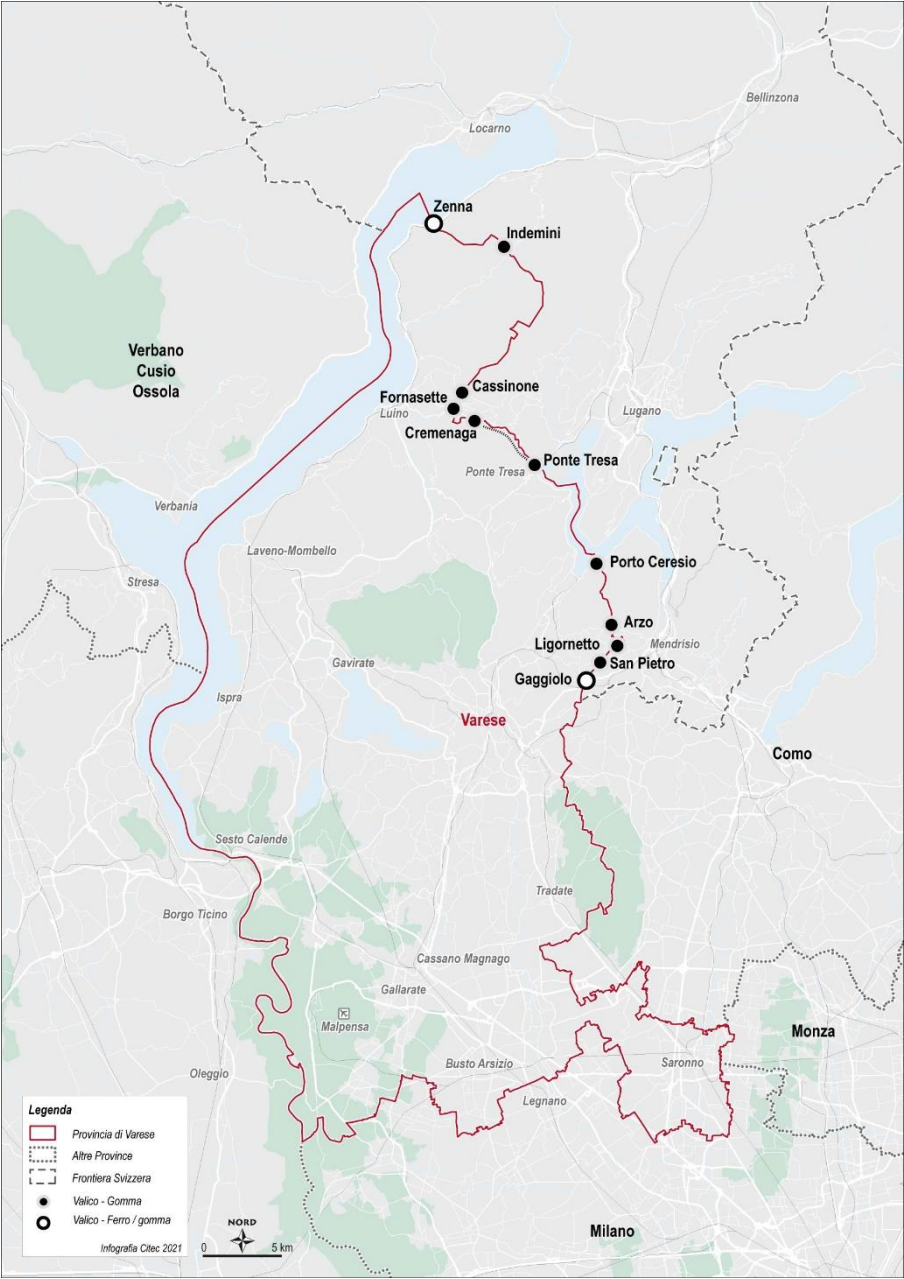 Bellinzona
Locarno
Zenna
Indemini
Verbano
Cusio
Ossola
Cassinone
Fornasette
Luino
Lugano
Cremenaga
Ponte Tresa
Ponte Tresa
Verbania
Laveno-Mombello
Porto Ceresio
Stresa
Arzo
Ligornetto
Mendrisio
Gavirate
San Pietro
Gaggiolo
Ispra
Varese
Como
Sesto Calende
Tradate
Borgo Ticino
Cassano Magnago
Gallarate
Malpensa
Monza
Oleggio
Busto Arsizio
Saronno
Legnano
Legenda
Provincia di Varese
Altre Province
Frontiera Svizzera
Valico - Gomma
Valico - Ferro / gomma
Infografia Citec 2021
NORD
0 5 km
Milano